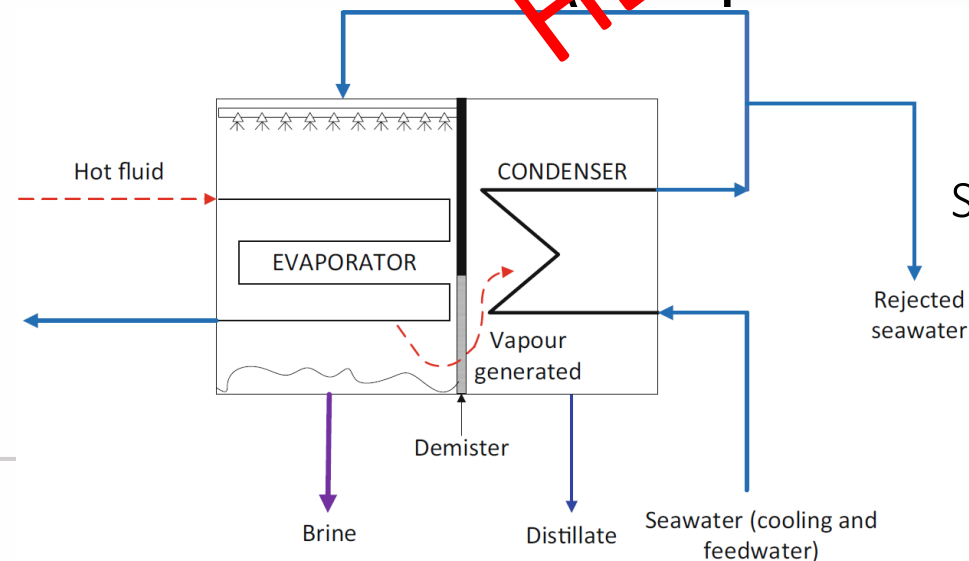 Hot fluid
CONDENSER
EVAPORATOR
S
Rejected
seawater
Vapour
generated
Demister
Brine
Distillate
Seawater (cooling and
feedwater)